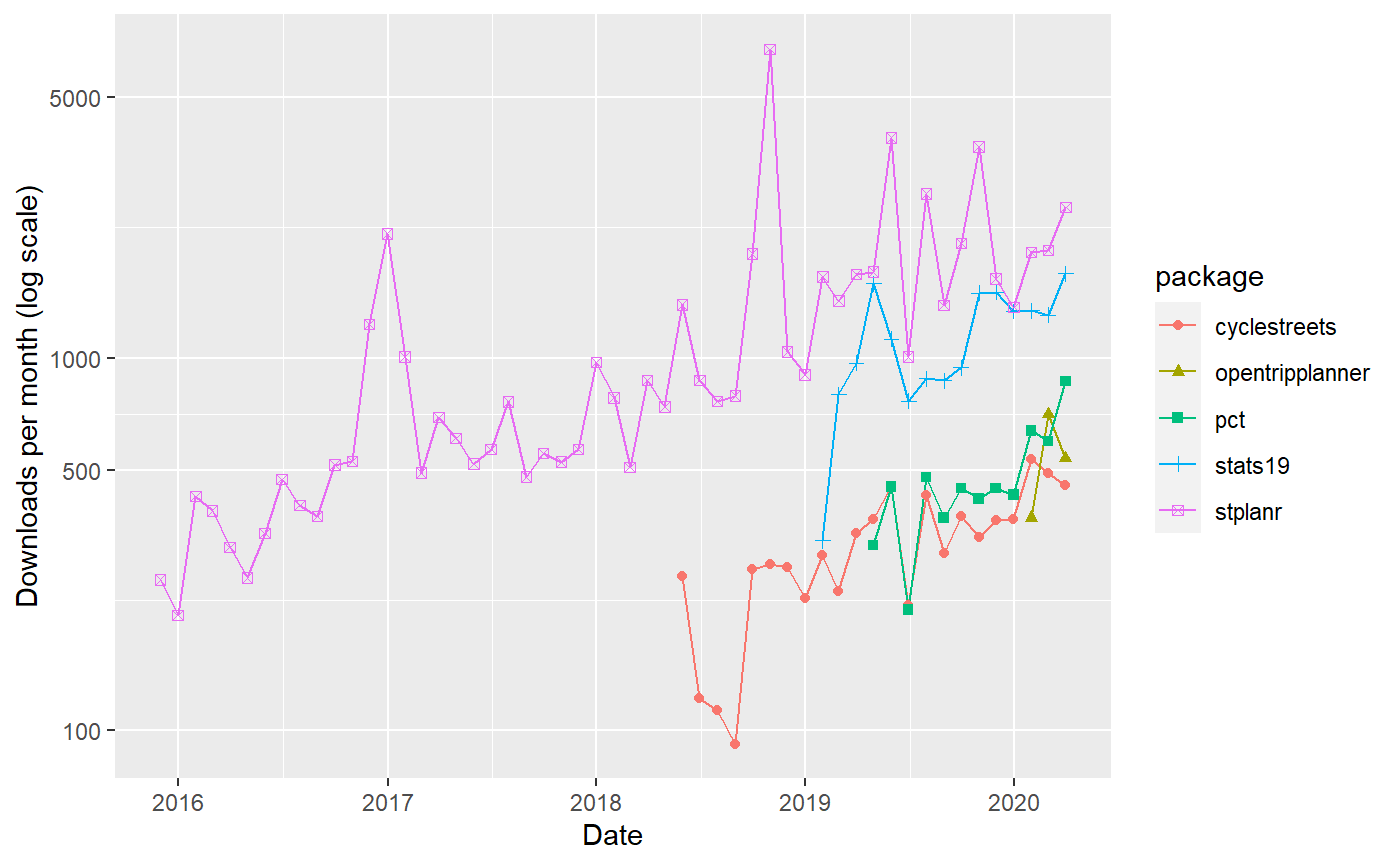 Downloads per month (log scale)
5000
1000
500
100
2016 2017 2018 2019 2020
Date
package
cyclestreets
opentripplanner
pct
stats19
stplanr